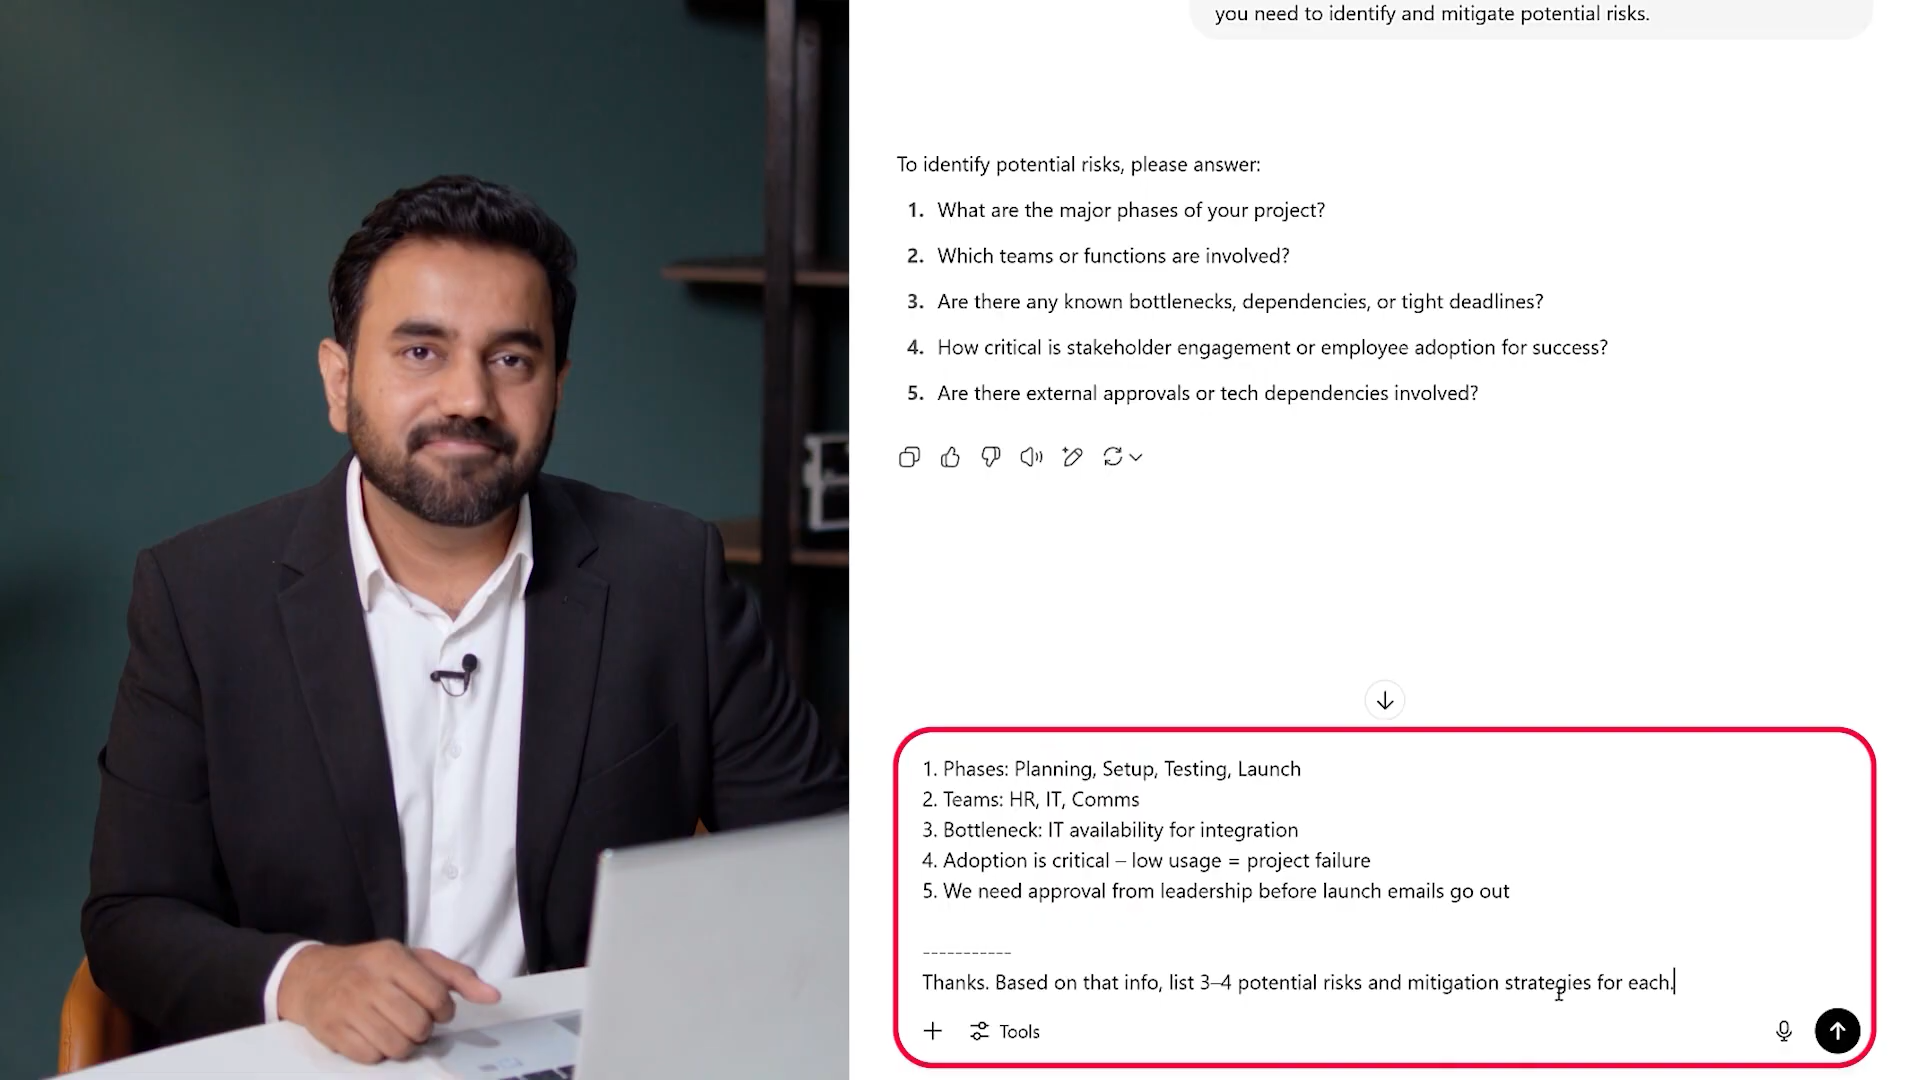 you need to identify and mitigate potential risks.
To identify potential risks, please answer:
1. What are the major phases of your project?
2. Which teams or functions are involved?
3. Are there any known bottlenecks, dependencies, or tight deadlines?
4. How critical is stakeholder engagement or employee adoption for success?
5. Are there external approvals or tech dependencies involved?
1. Phases: Planning, Setup, Testing, Launch
2. Teams: HR, IT, Comms
3. Bottleneck: IT availability for integration
4. Adoption is critical – low usage = project failure
5. We need approval from leadership before launch emails go out
-----------
Thanks. Based on that info, list 3–4 potential risks and mitigation strategies for each.
Tools